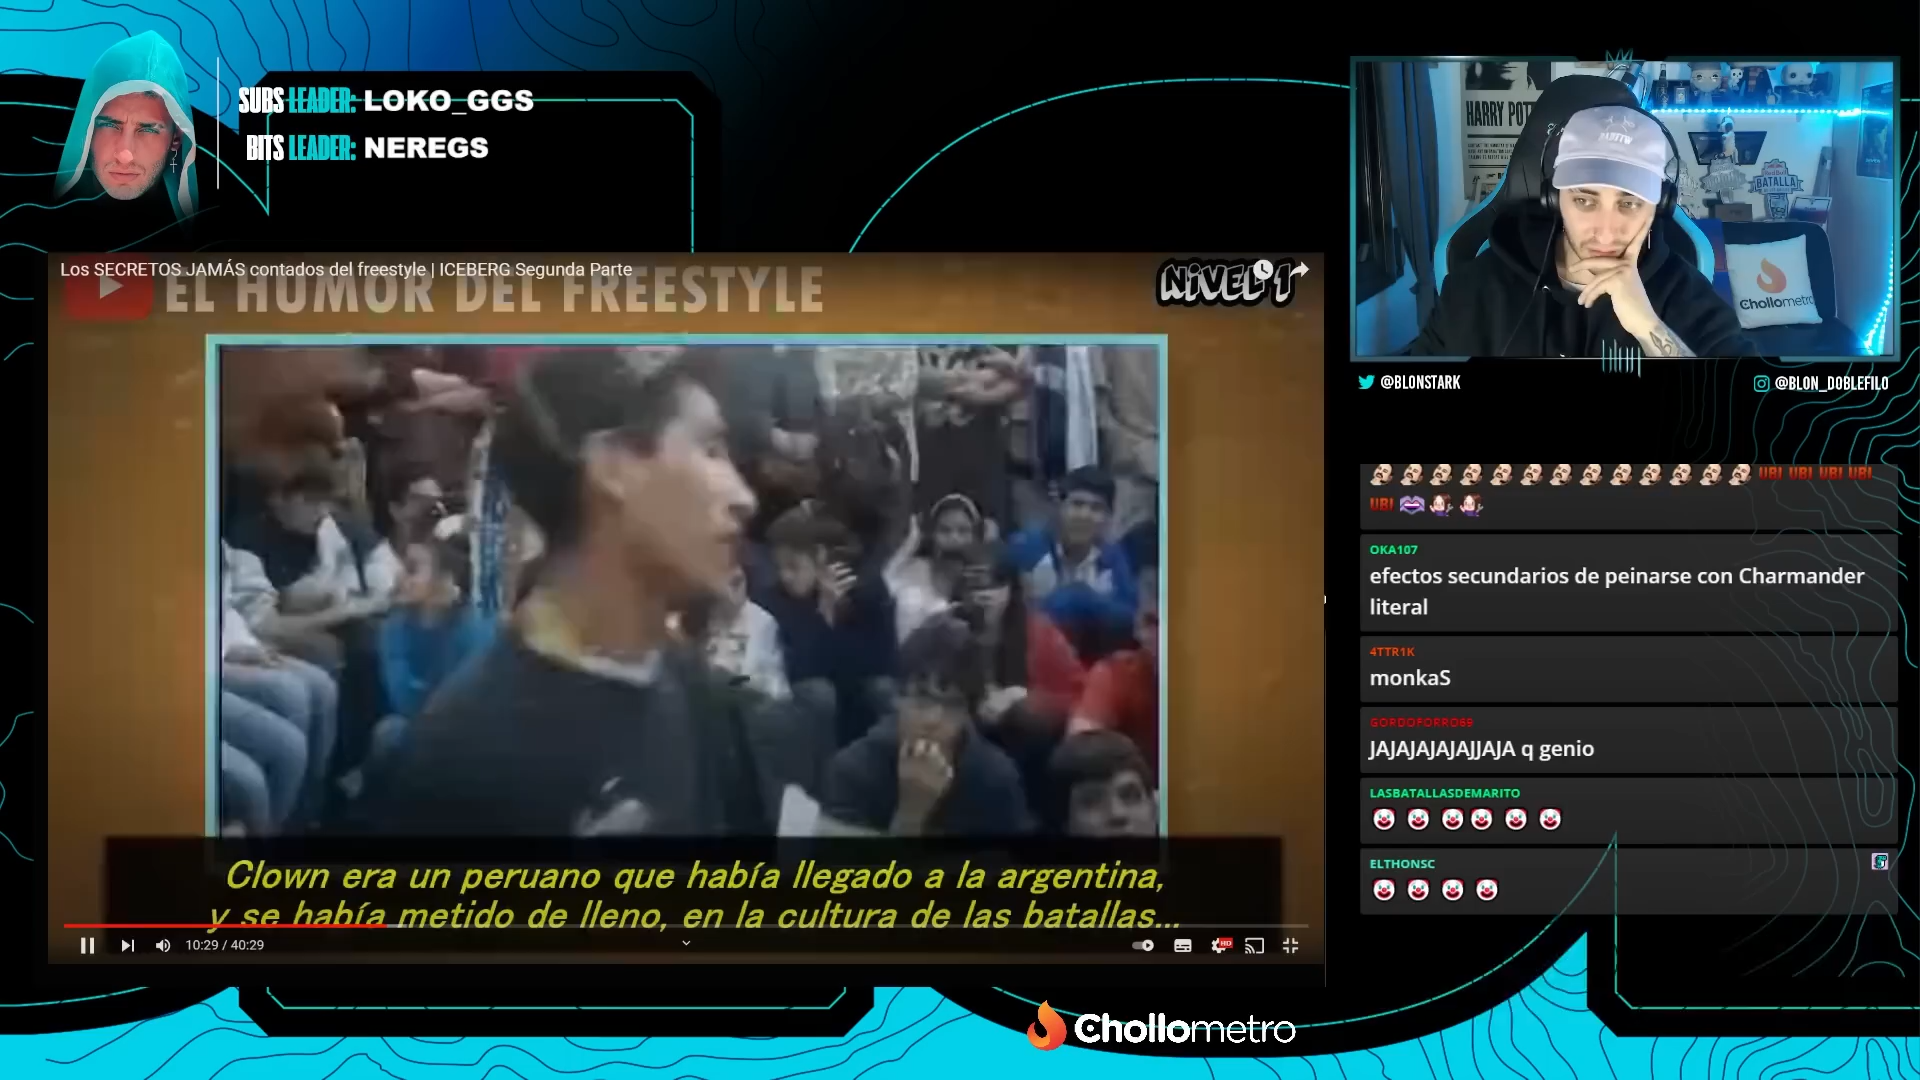 SUBS LEADER: LOKO_GGS
BITS LEADER: NEREGS
Los SECRETOS JAMÁS contados del freestyle | ICEBERG Segunda Parte
EL HUMOR DEL FREESTYLE
NIVEL 1
Clown era un peruano que había llegado a la argentina,
y se había metido de lleno, en la cultura de las batallas...
10:29 / 40:29
HD
HARRY POT
BATALLA
Chollometro
blon
@BLONSTARK
@BLON_DOBLEFILO
UBI UBI UBI UBI
UBI
OKA107
efectos secundarios de peinarse con Charmander
literal
4TTR1K
monkaS
GORDOFORRO69
JAJAJAJAJAJJAJA q genio
LASBATALLASDEMARITO
ELTHONSC
Chollometro